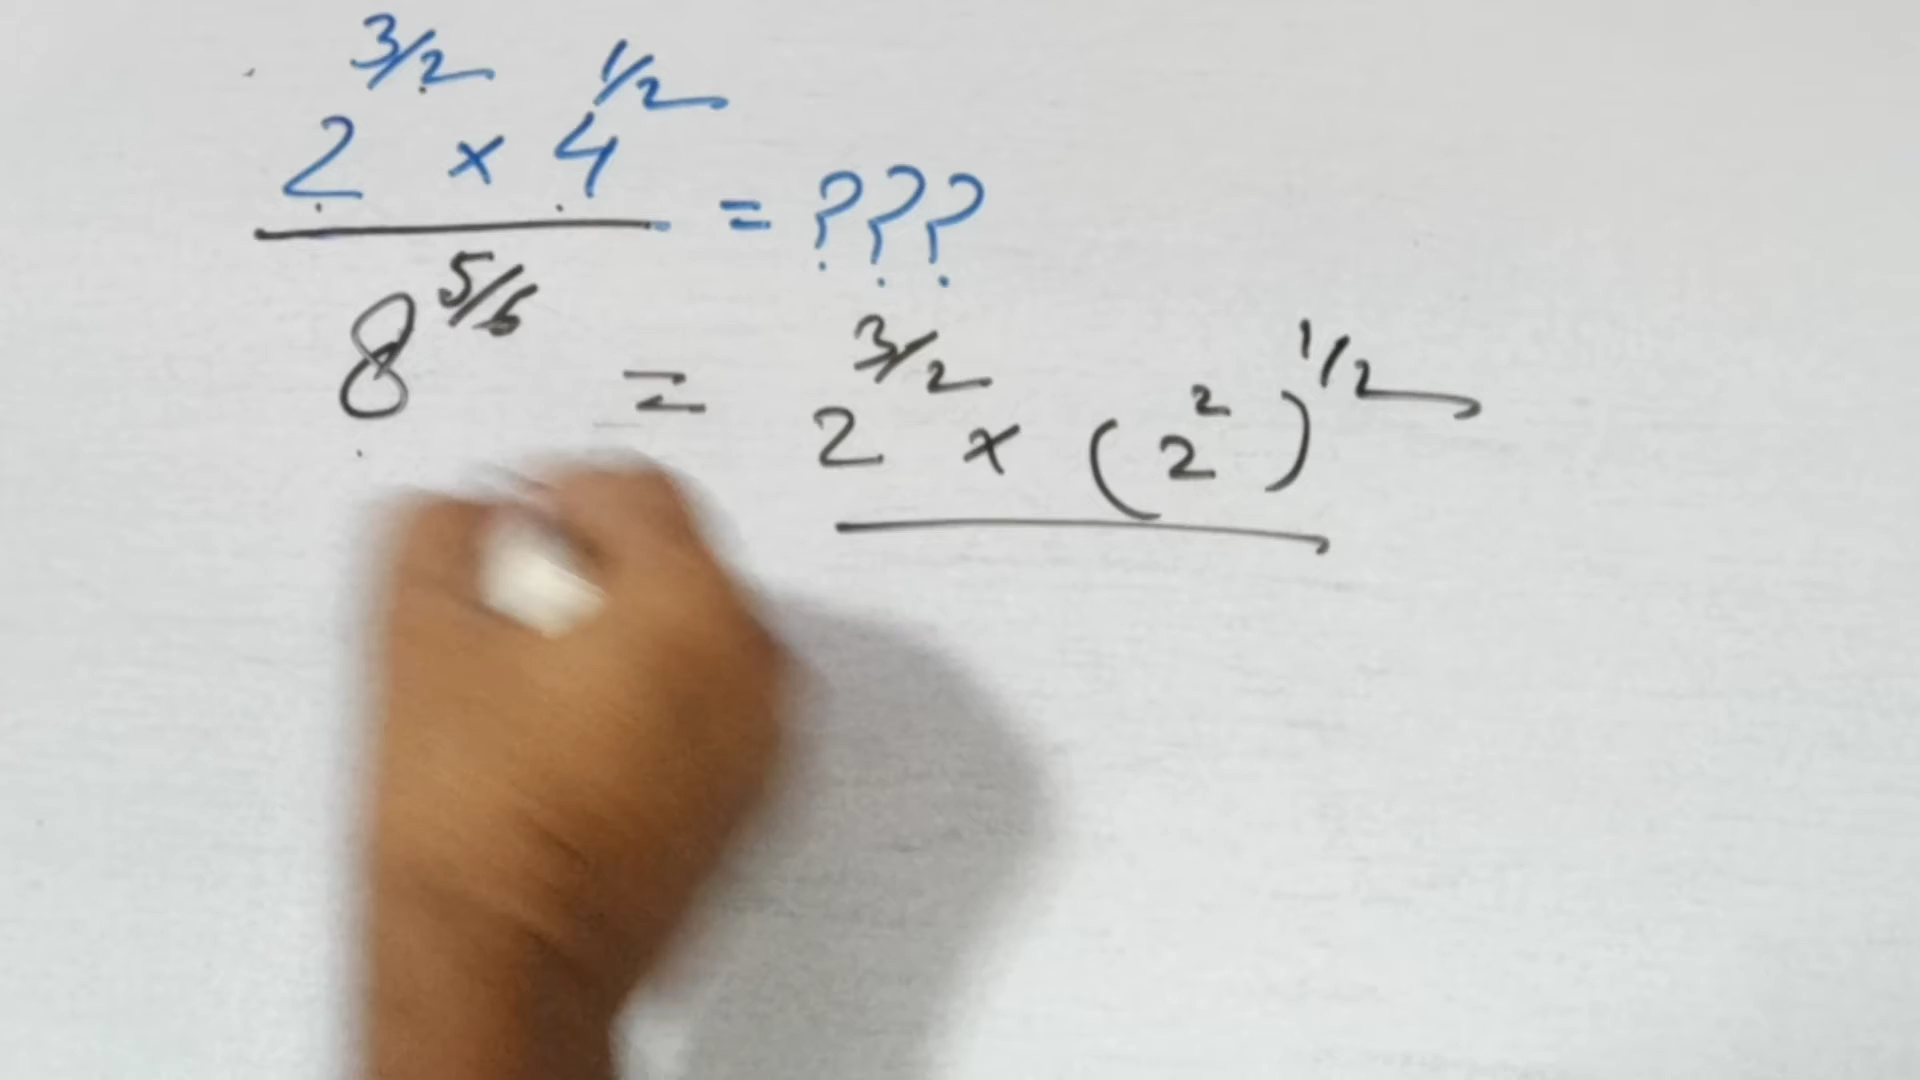 2^{3/2} × 4^{1/2}
8^{5/6}
= ???
= 2^{3/2} × (2^2)^{1/2}